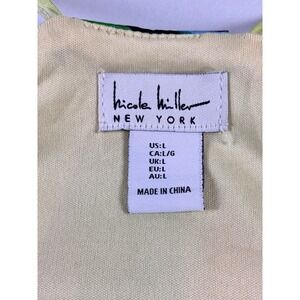 nicole miller
NEW YORK
US:L
CA:L/G
UK:L
EU:L
AU:L
MADE IN CHINA